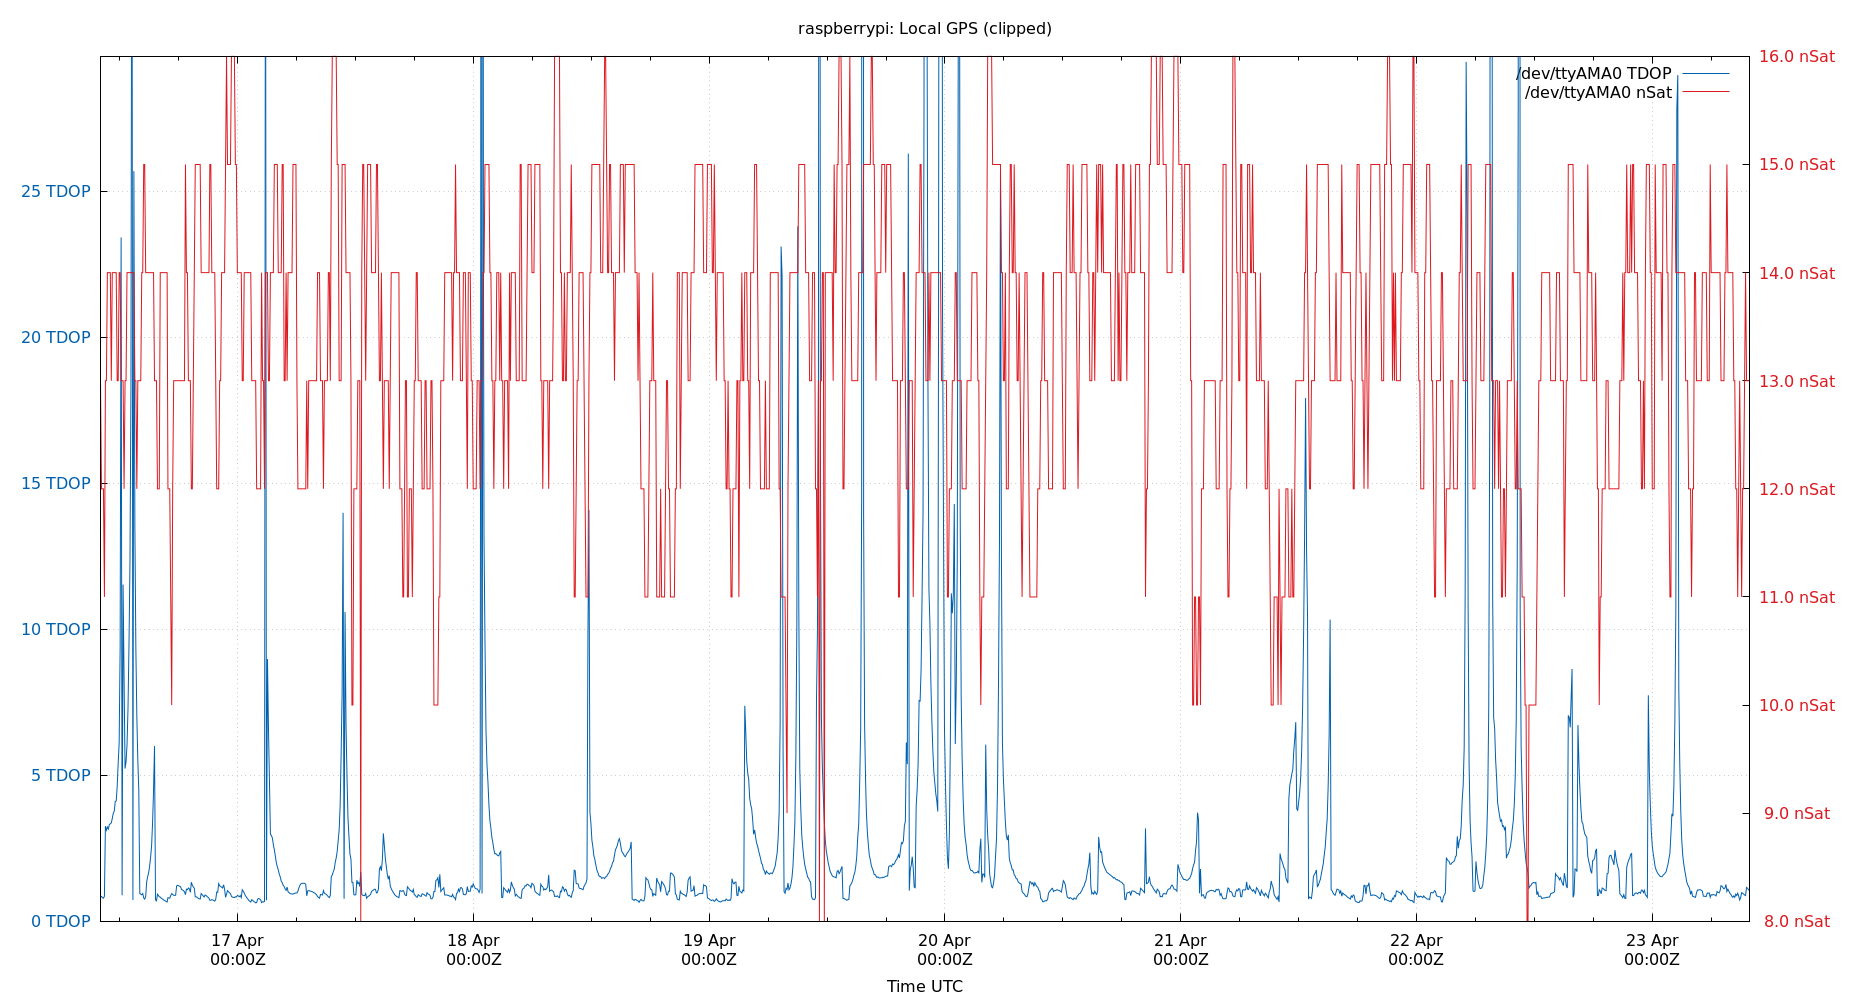 raspberrypi: Local GPS (clipped)
16.0 nSat
/dev/ttyAMA0 TDOP
/dev/ttyAMA0 nSat
15.0 nSat
25 TDOP
14.0 nSat
20 TDOP
13.0 nSat
15 TDOP
12.0 nSat
11.0 nSat
10 TDOP
10.0 nSat
5 TDOP
9.0 nSat
0 TDOP
8.0 nSat
17 Apr 18 Apr 19 Apr 20 Apr 21 Apr 22 Apr 23 Apr
00:00Z 00:00Z 00:00Z 00:00Z 00:00Z 00:00Z 00:00Z
Time UTC